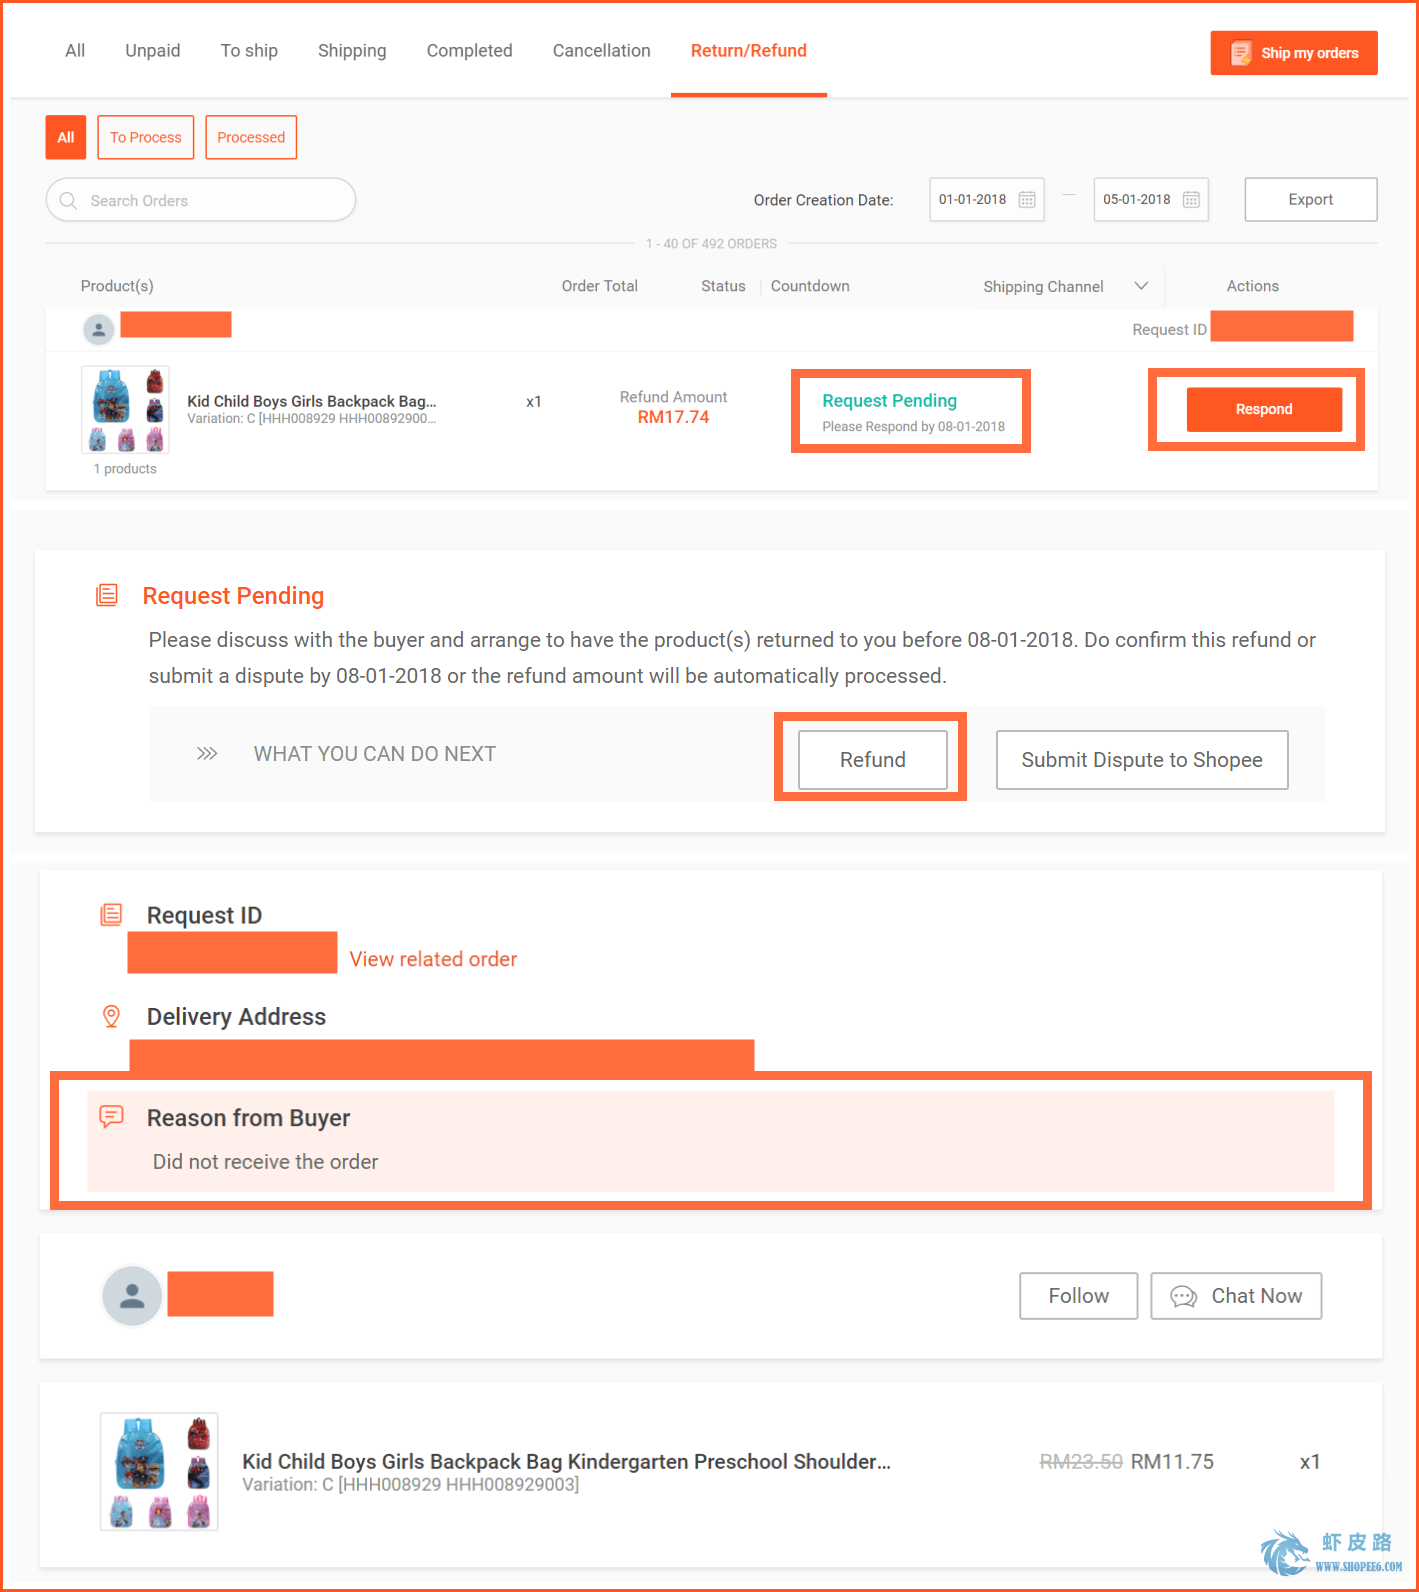 All Unpaid To ship Shipping Completed Cancellation Return/Refund Ship my orders
All To Process Processed
Search Orders Order Creation Date: 01-01-2018 — 05-01-2018 Export
1 - 40 OF 492 ORDERS
Product(s) Order Total Status Countdown Shipping Channel Actions
Request ID
Kid Child Boys Girls Backpack Bag... x1 Refund Amount Request Pending Respond
Variation: C [HHH008929 HHH00892900... RM17.74 Please Respond by 08-01-2018
1 products
Request Pending
Please discuss with the buyer and arrange to have the product(s) returned to you before 08-01-2018. Do confirm this refund or
submit a dispute by 08-01-2018 or the refund amount will be automatically processed.
WHAT YOU CAN DO NEXT Refund Submit Dispute to Shopee
Request ID
View related order
Delivery Address
Reason from Buyer
Did not receive the order
Follow Chat Now
Kid Child Boys Girls Backpack Bag Kindergarten Preschool Shoulder... RM23.50 RM11.75 x1
Variation: C [HHH008929 HHH008929003]
虾皮路
WWW.SHOPEE6.COM